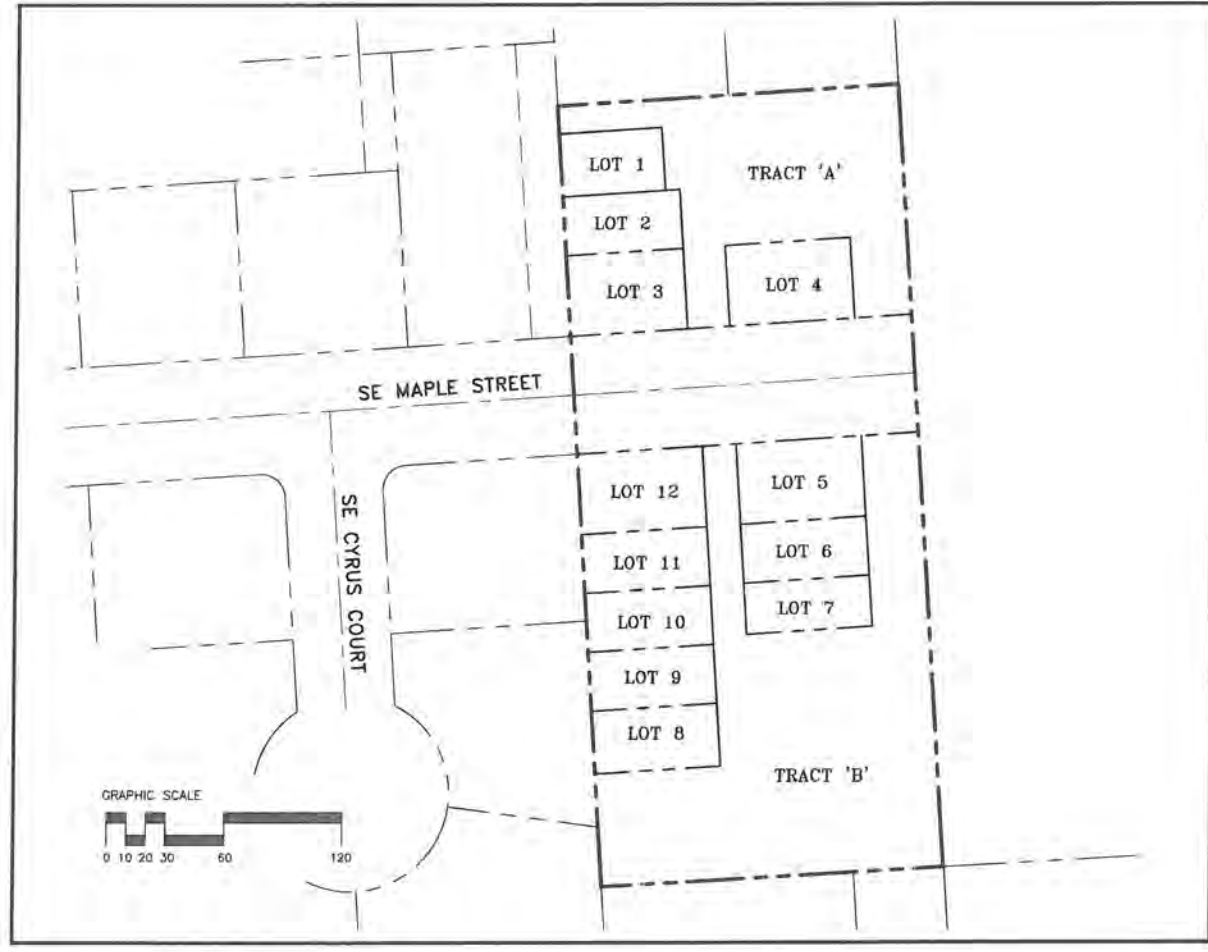 LOT 1
TRACT 'A'
LOT 2
LOT 3
LOT 4
SE MAPLE STREET
LOT 12
LOT 5
SE CYRUS COURT
LOT 11
LOT 6
LOT 10
LOT 7
LOT 9
LOT 8
TRACT 'B'
GRAPHIC SCALE
0 10 20 30 60 120